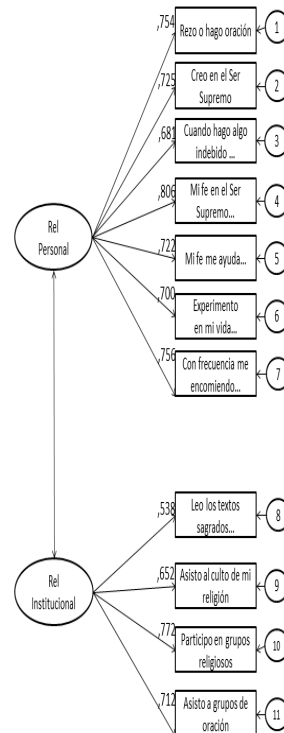 ,754
Rezo o hago oración
1
,725
Creo en el Ser
Supremo
2
,681
Cuando hago algo
indebido ...
3
,806
Mi fe en el Ser
Supremo...
4
Rel
Personal
,722
Mi fe me ayuda...
5
,700
Experimento
en mi vida...
6
,756
Con frecuencia me
encomiendo...
7
,538
Leo los textos
sagrados...
8
Rel
Institucional
,652
Asisto al culto de mi
religión
9
,772
Participo en grupos
religiosos
10
,712
Asisto a grupos de
oración
11